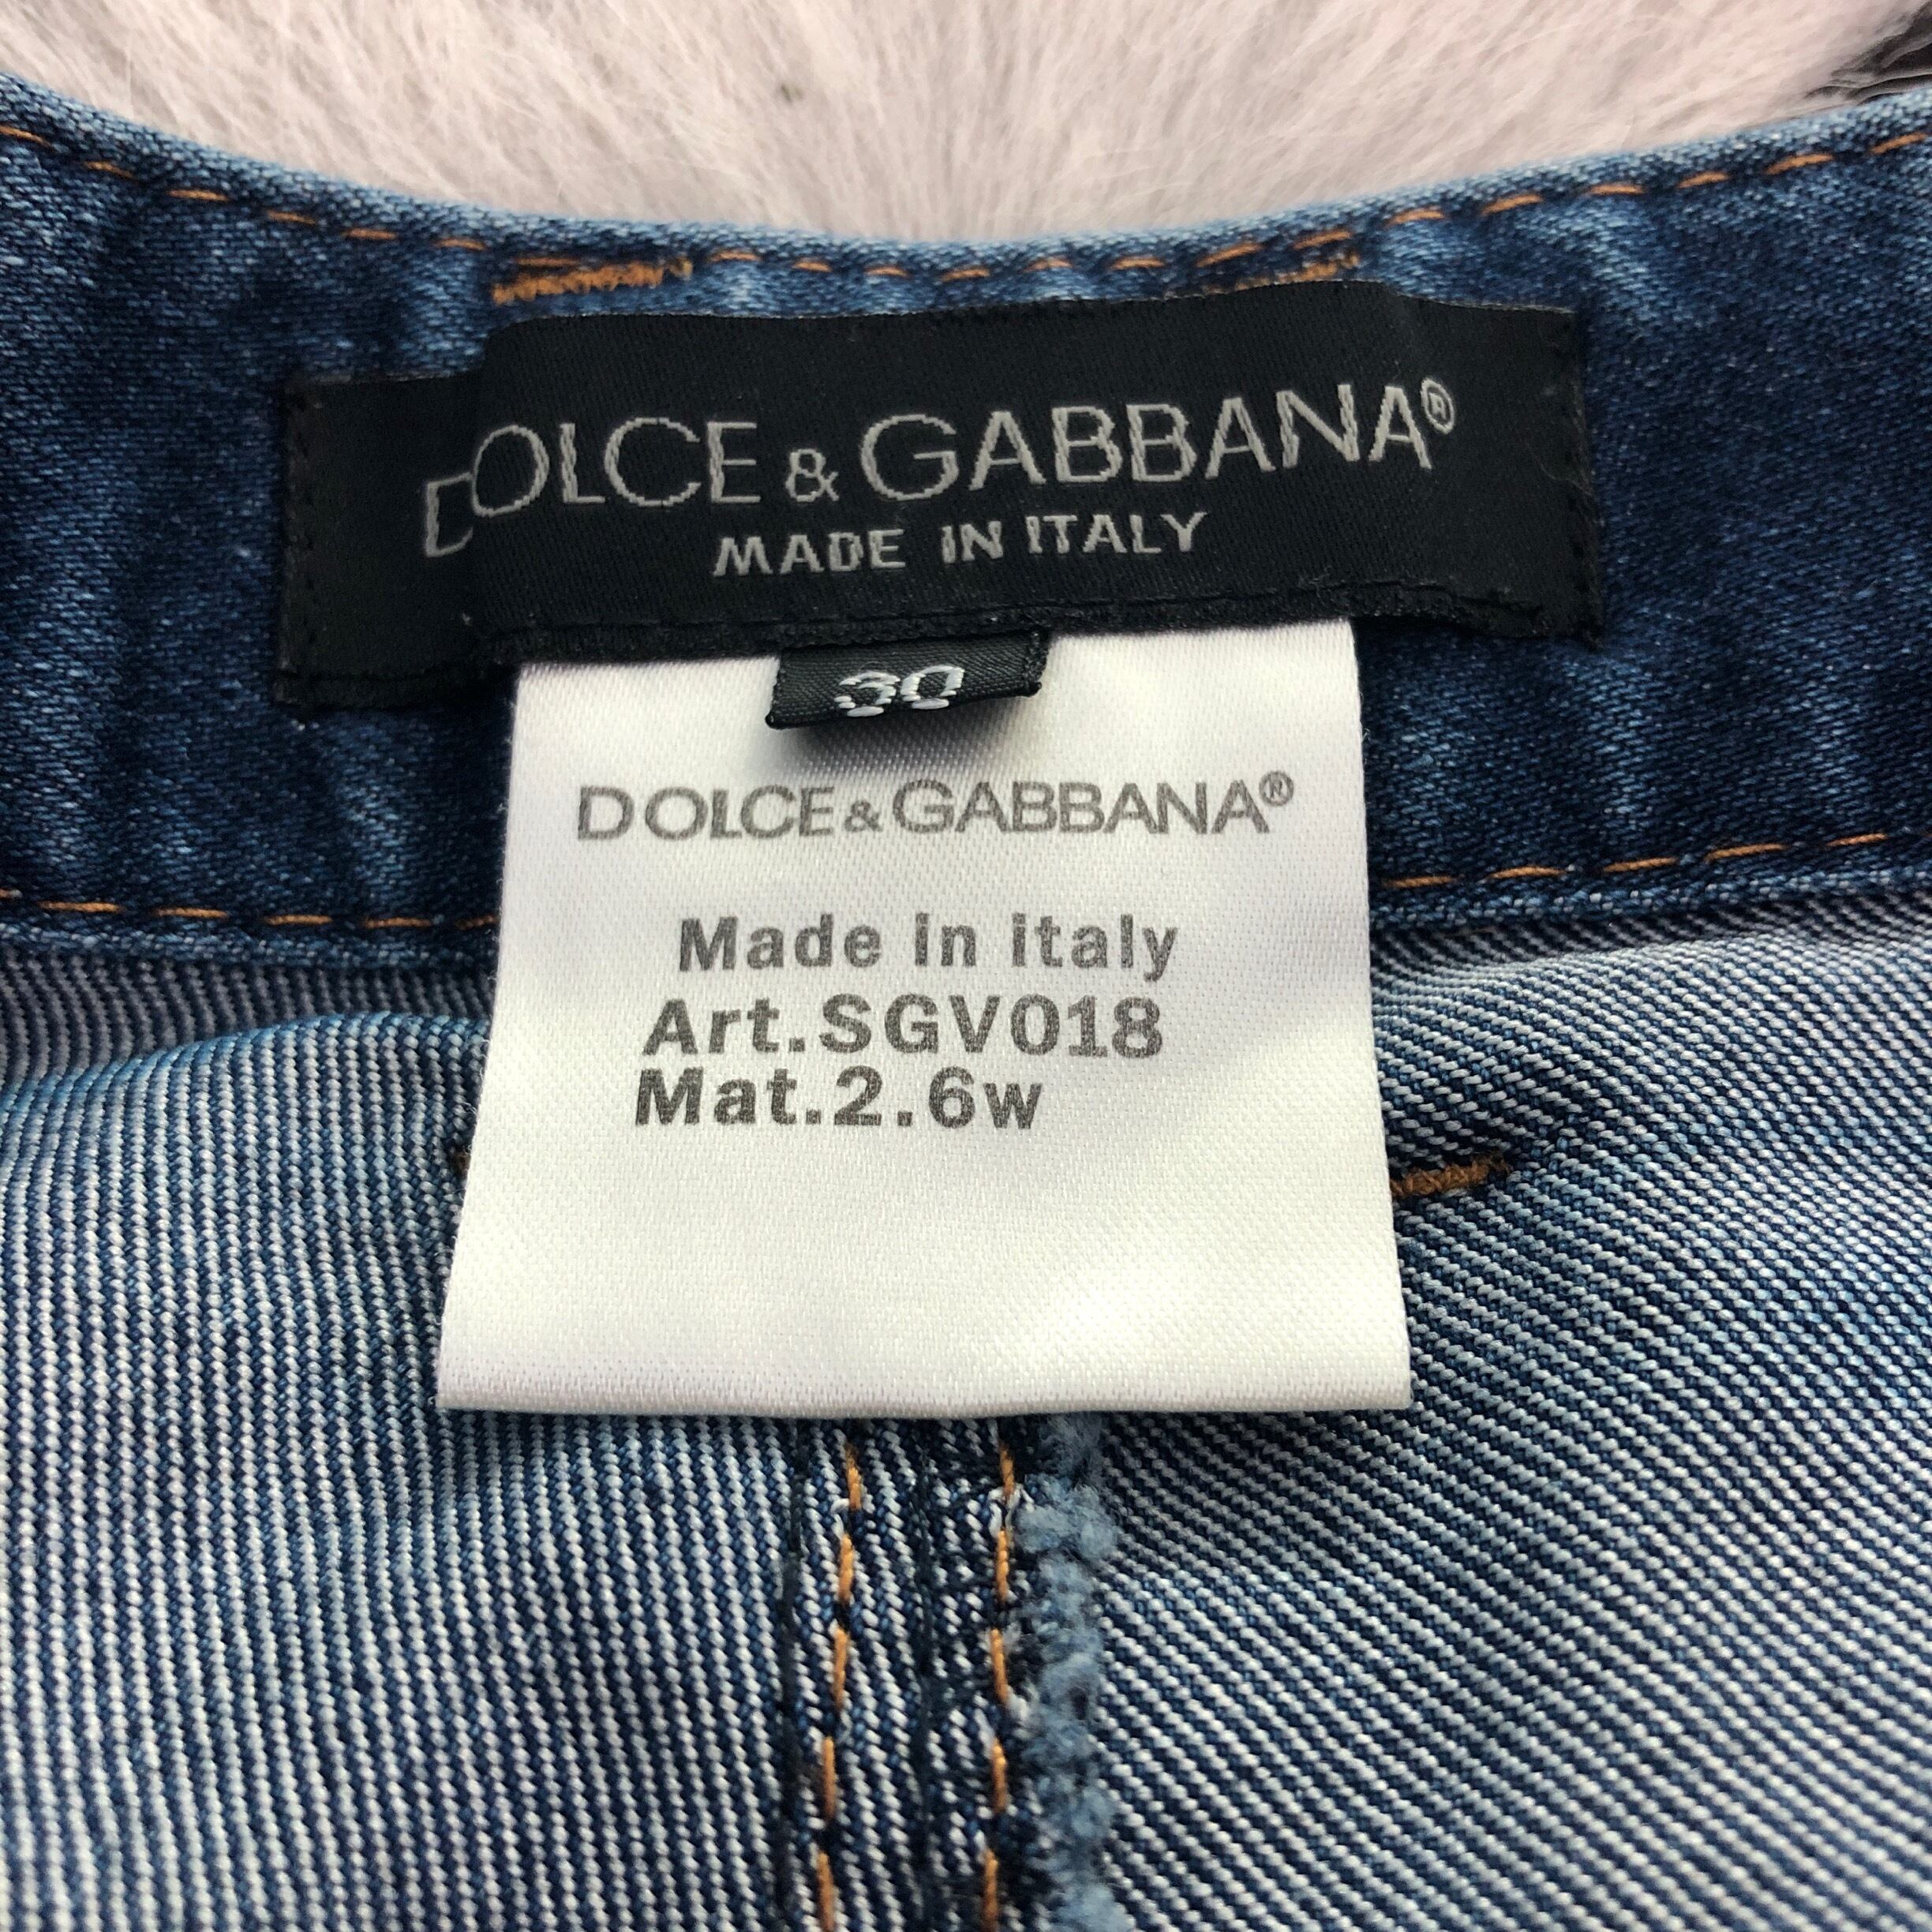 DOLCE & GABBANA®
MADE IN ITALY
30
DOLCE & GABBANA®
Made in italy
Art.SGV018
Mat.2.6w